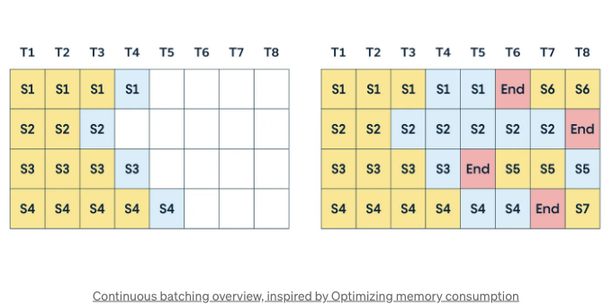 T1 T2 T3 T4 T5 T6 T7 T8
S1 S1 S1 S1
S2 S2 S2
S3 S3 S3 S3
S4 S4 S4 S4 S4
T1 T2 T3 T4 T5 T6 T7 T8
S1 S1 S1 S1 S1 End S6 S6
S2 S2 S2 S2 S2 S2 S2 End
S3 S3 S3 S3 End S5 S5 S5
S4 S4 S4 S4 S4 S4 End S7
Continuous batching overview, inspired by Optimizing memory consumption